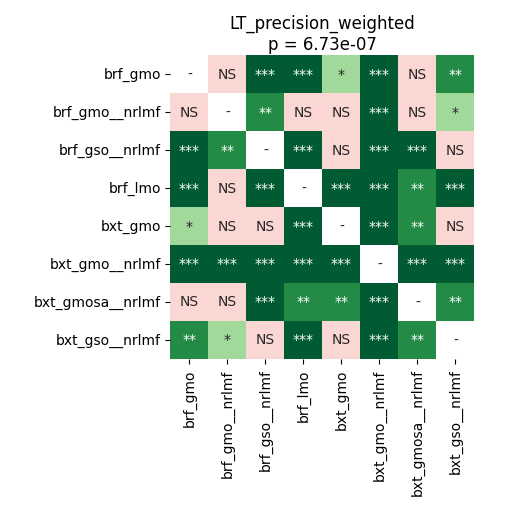 LT_precision_weighted
p = 6.73e-07
brf_gmo - NS *** *** * *** NS **
brf_gmo__nrlmf NS - ** NS NS *** NS *
brf_gso__nrlmf *** ** - *** NS *** *** NS
brf_lmo *** NS *** - *** *** ** ***
bxt_gmo * NS NS *** - *** ** NS
bxt_gmo__nrlmf *** *** *** *** *** - *** ***
bxt_gmosa__nrlmf NS NS *** ** ** *** - **
bxt_gso__nrlmf ** * NS *** NS *** ** -
brf_gmo
brf_gmo__nrlmf
brf_gso__nrlmf
brf_lmo
bxt_gmo
bxt_gmo__nrlmf
bxt_gmosa__nrlmf
bxt_gso__nrlmf